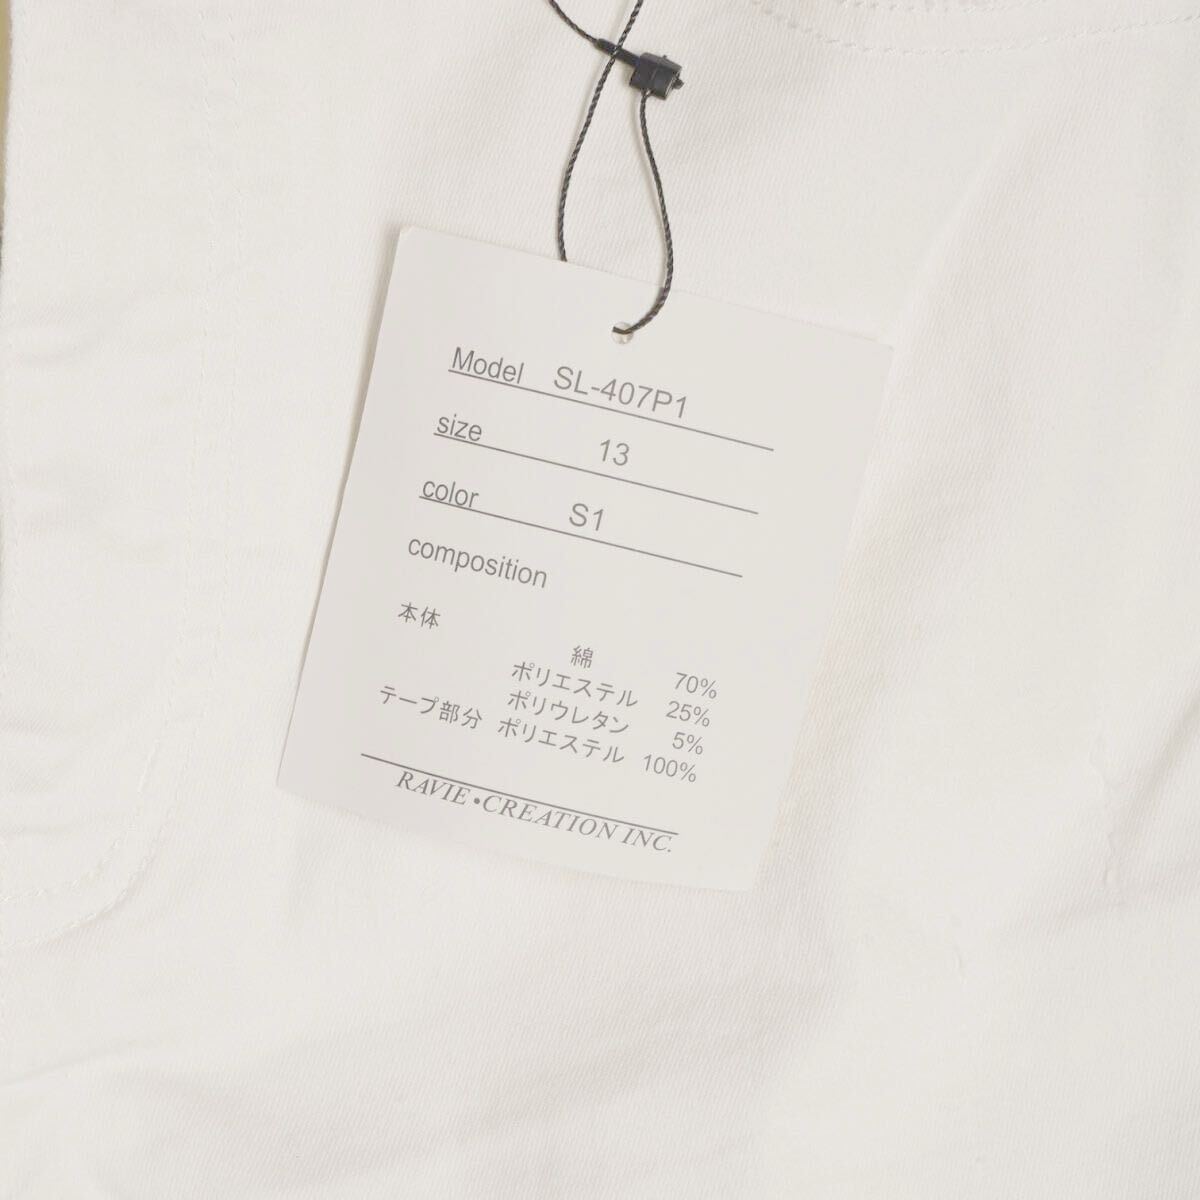 Model SL-407P1
size 13
color S1
composition
本体
綿 70%
ポリエステル 25%
ポリウレタン 5%
テープ部分 ポリエステル 100%
RAVIE・CREATION INC.